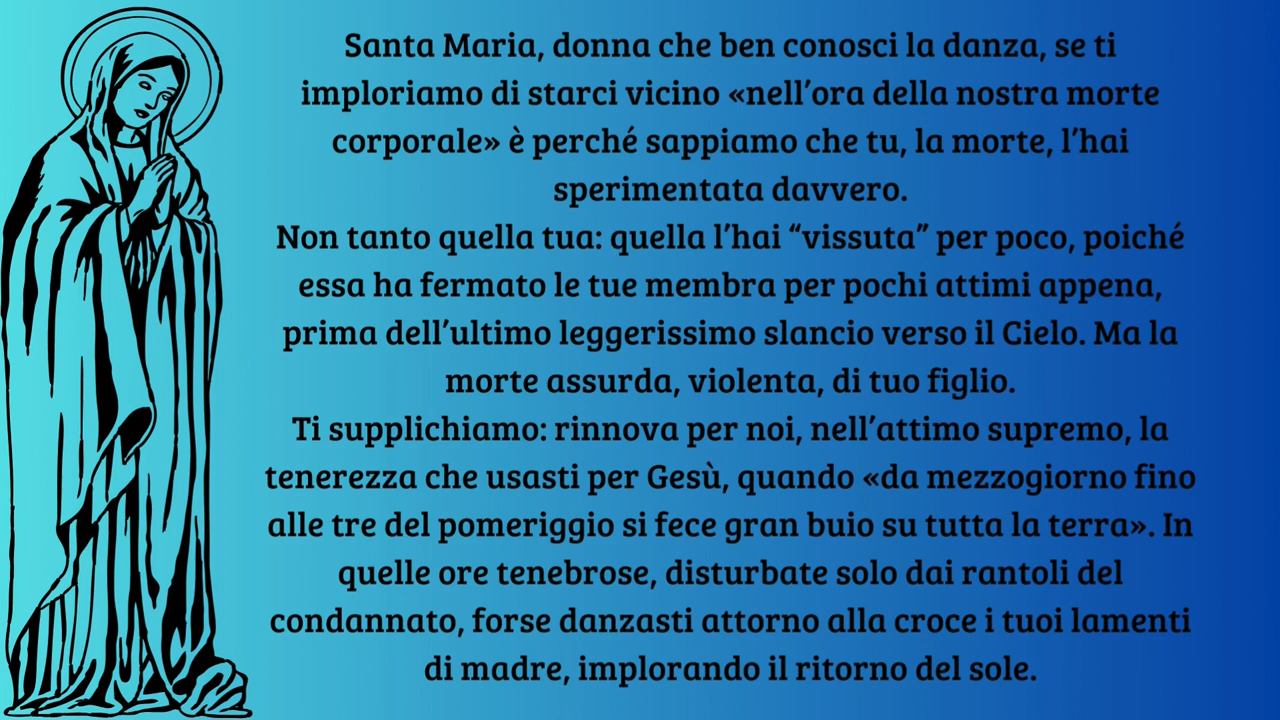 Santa Maria, donna che ben conosci la danza, se ti
imploriamo di starci vicino «nell’ora della nostra morte
corporale» è perché sappiamo che tu, la morte, l’hai
sperimentata davvero.
Non tanto quella tua: quella l’hai “vissuta” per poco, poiché
essa ha fermato le tue membra per pochi attimi appena,
prima dell’ultimo leggerissimo slancio verso il Cielo. Ma la
morte assurda, violenta, di tuo figlio.
Ti supplichiamo: rinnova per noi, nell’attimo supremo, la
tenerezza che usasti per Gesù, quando «da mezzogiorno fino
alle tre del pomeriggio si fece gran buio su tutta la terra». In
quelle ore tenebrose, disturbate solo dai rantoli del
condannato, forse danzasti attorno alla croce i tuoi lamenti
di madre, implorando il ritorno del sole.